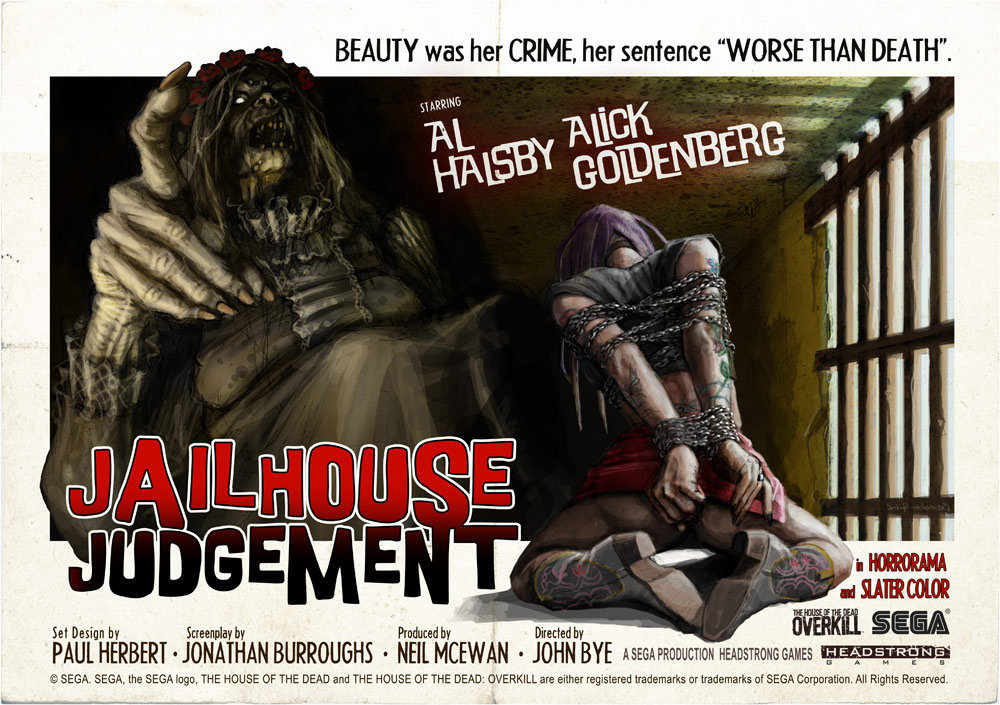 BEAUTY was her CRIME, her sentence “WORSE THAN DEATH”.
STARRING
AL HALSBY
ALICK GOLDENBERG
JAILHOUSE
JUDGEMENT
in HORRORAMA
and SLATER COLOR
Set Design by
PAUL HERBERT ·
Screenplay by
JONATHAN BURROUGHS ·
Produced by
NEIL MCEWAN ·
Directed by
JOHN BYE
A SEGA PRODUCTION HEADSTRONG GAMES
THE HOUSE OF THE DEAD
OVERKILL
SEGA®
HEADSTRONG
GAMES
© SEGA. SEGA, the SEGA logo, THE HOUSE OF THE DEAD and THE HOUSE OF THE DEAD: OVERKILL are either registered trademarks or trademarks of SEGA Corporation. All Rights Reserved.